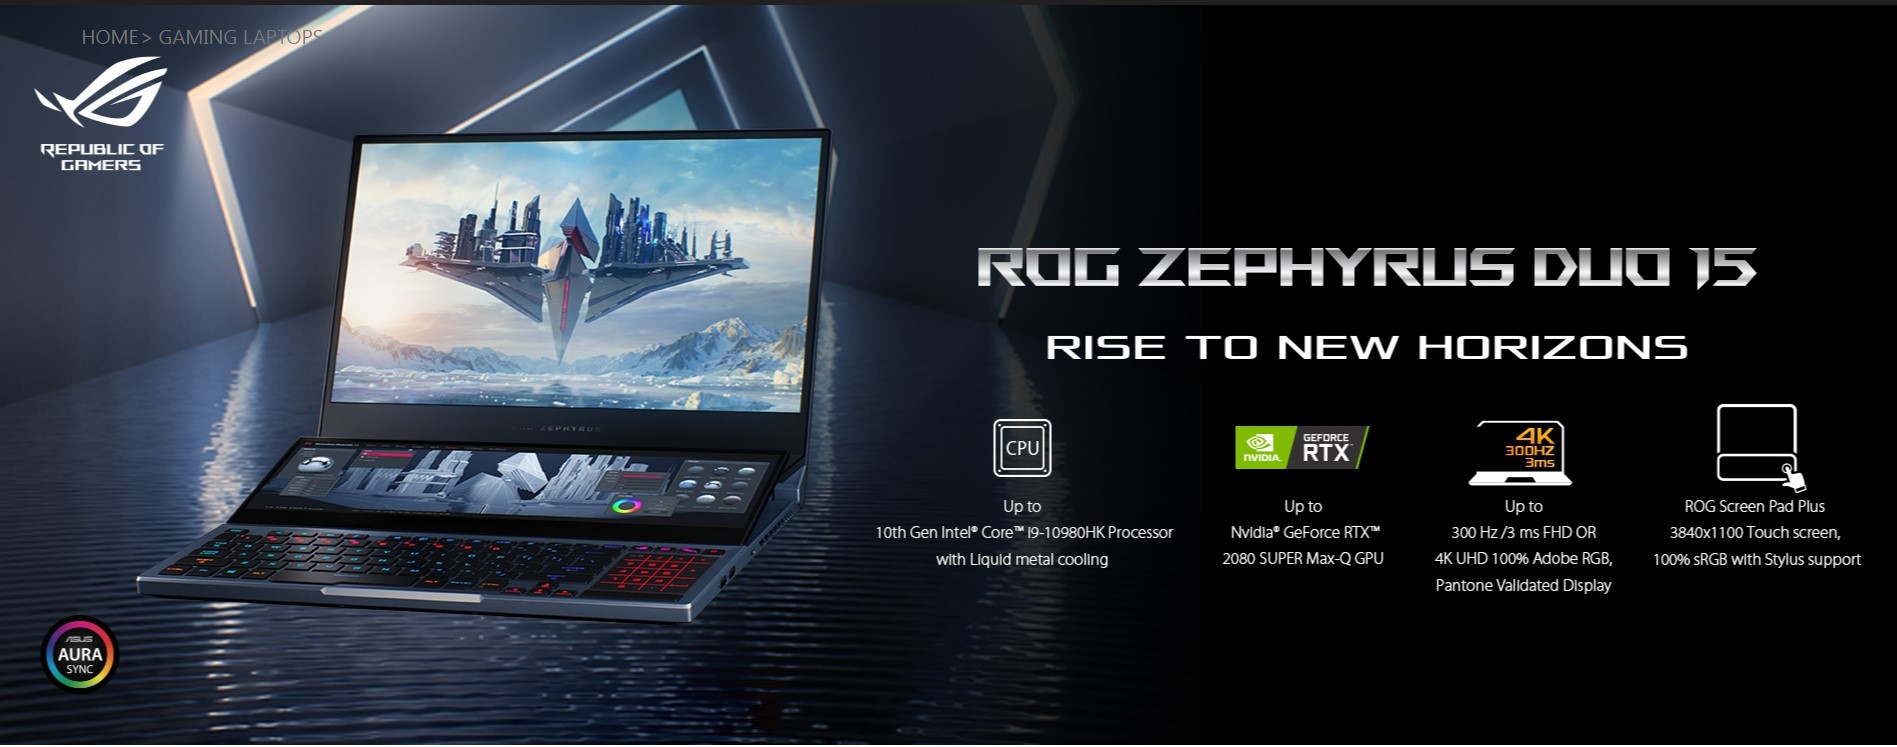 HOME> GAMING LAPTOPS
REPUBLIC OF
GAMERS
ROG ZEPHYRUS
ROG ZEPHYRUS DUO 15
RISE TO NEW HORIZONS
CPU
NVIDIA.
GEFORCE
RTX™
4K
300HZ
3ms
Up to
10th Gen Intel® Core™ I9-10980HK Processor
with Liquid metal cooling
Up to
Nvidia® GeForce RTX™
2080 SUPER Max-Q GPU
Up to
300 Hz /3 ms FHD OR
4K UHD 100% Adobe RGB,
Pantone Validated Display
ROG Screen Pad Plus
3840x1100 Touch screen,
100% sRGB with Stylus support
ASUS
AURA
SYNC